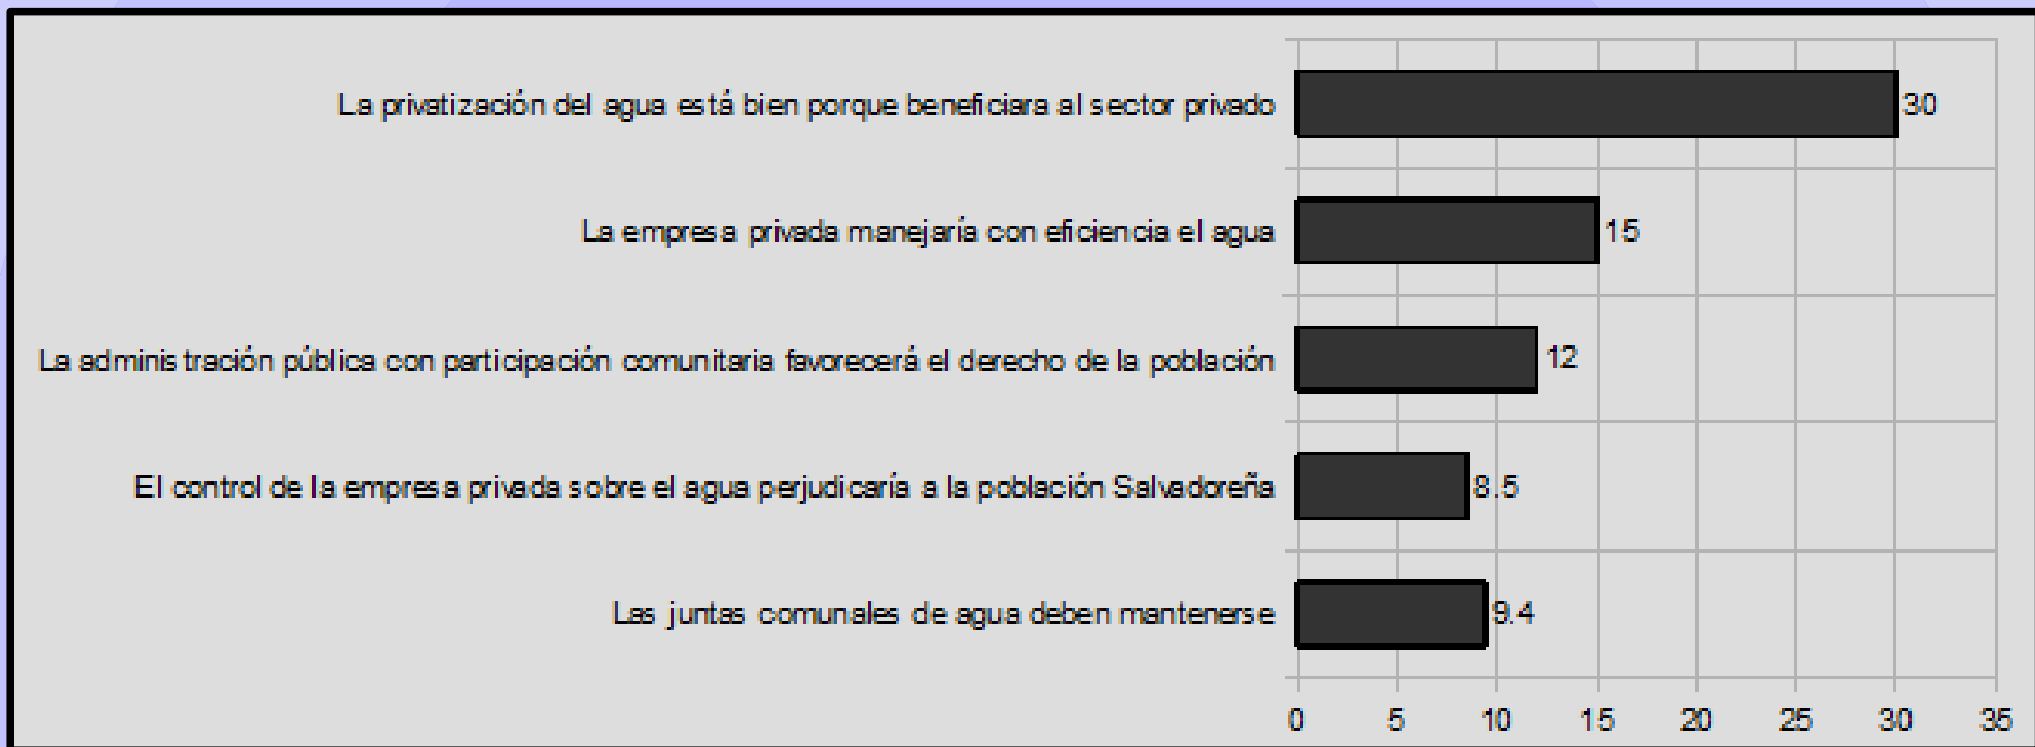 La privatización del agua está bien porque beneficiara al sector privado
30
La empresa privada manejaría con eficiencia el agua
15
La administración pública con participación comunitaria favorecerá el derecho de la población
12
El control de la empresa privada sobre el agua perjudicaría a la población Salvadoreña
8.5
Las juntas comunales de agua deben mantenerse
9.4
0 5 10 15 20 25 30 35